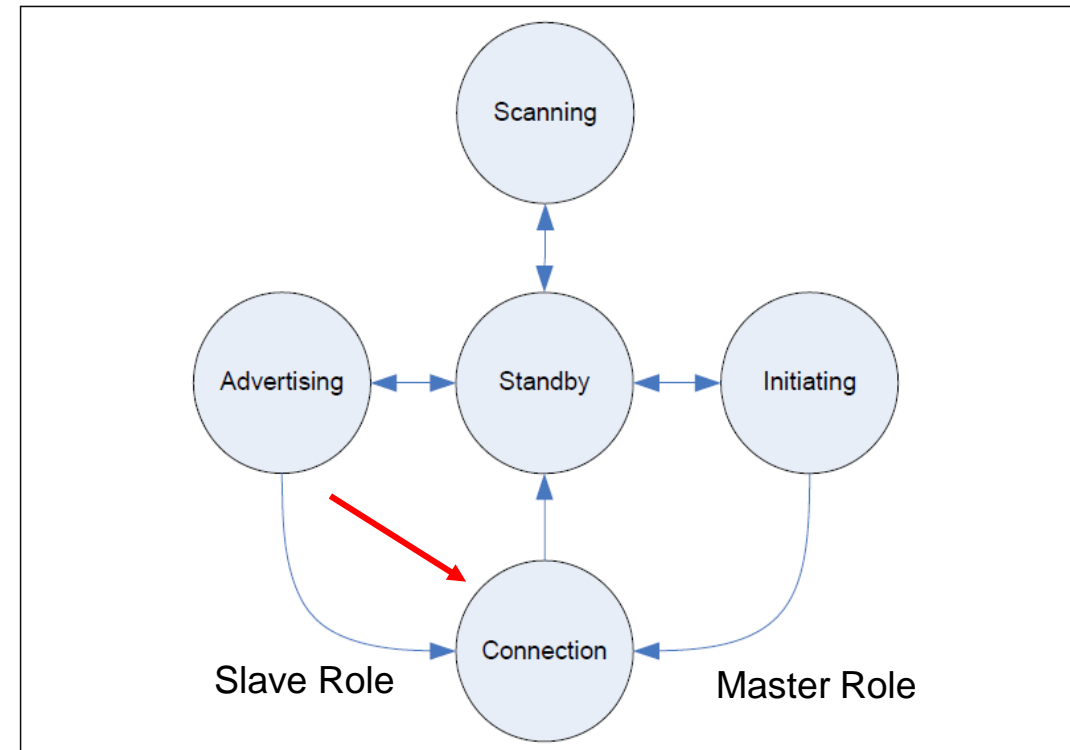 Scanning
Advertising
Standby
Initiating
Connection
Slave Role
Master Role